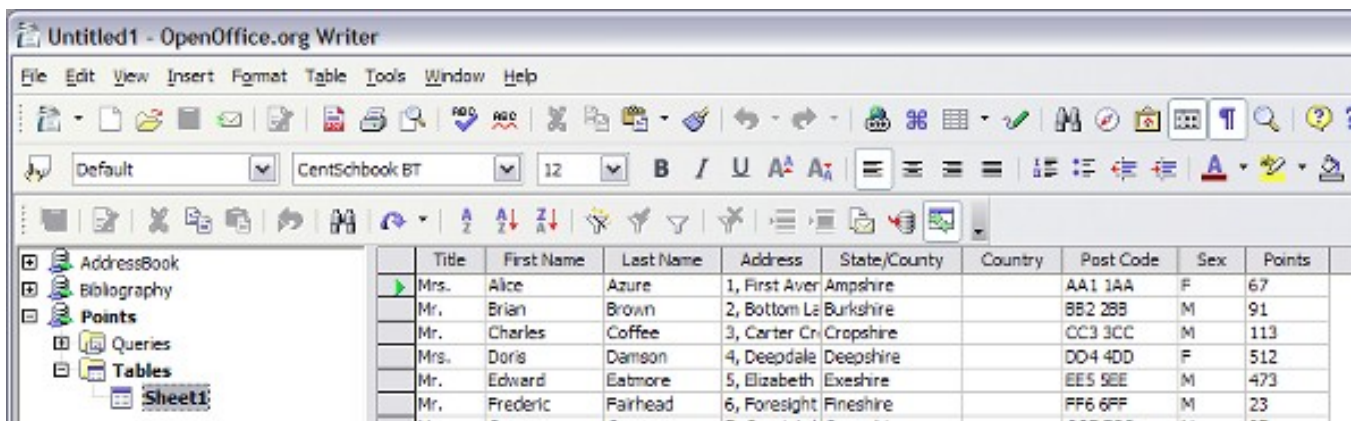 Untitled1 - OpenOffice.org Writer
File Edit View Insert Format Table Tools Window Help
Default CentSchbook BT 12 B I U
AddressBook
Bibliography
Points
Queries
Tables
Sheet1
Title First Name Last Name Address State/County Country Post Code Sex Points
Mrs. Alice Azure 1, First Aver Ampshire AA1 1AA F 67
Mr. Brian Brown 2, Bottom La Burkshire BB2 2BB M 91
Mr. Charles Coffee 3, Carter Cr Cropshire CC3 3CC M 113
Mrs. Doris Damson 4, Deepdale Deepshire DD4 4DD F 512
Mr. Edward Eatmore 5, Elizabeth Exeshire EE5 5EE M 473
Mr. Frederic Fairhead 6, Foresight Fineshire FF6 6FF M 23